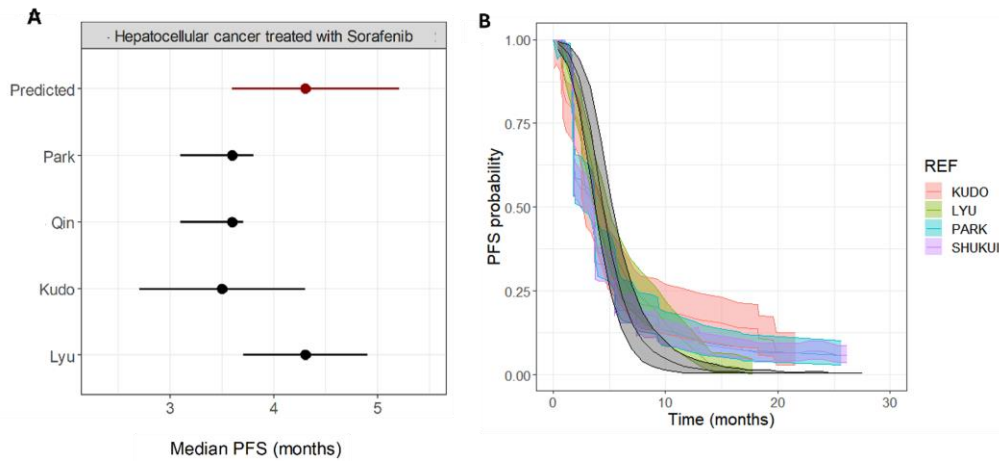 A
· Hepatocellular cancer treated with Sorafenib
Predicted
Park
Qin
Kudo
Lyu
3 4 5
Median PFS (months)
B
1.00
0.75
0.50
0.25
0.00
PFS probability
0 10 20 30
Time (months)
REF
KUDO
LYU
PARK
SHUKUI